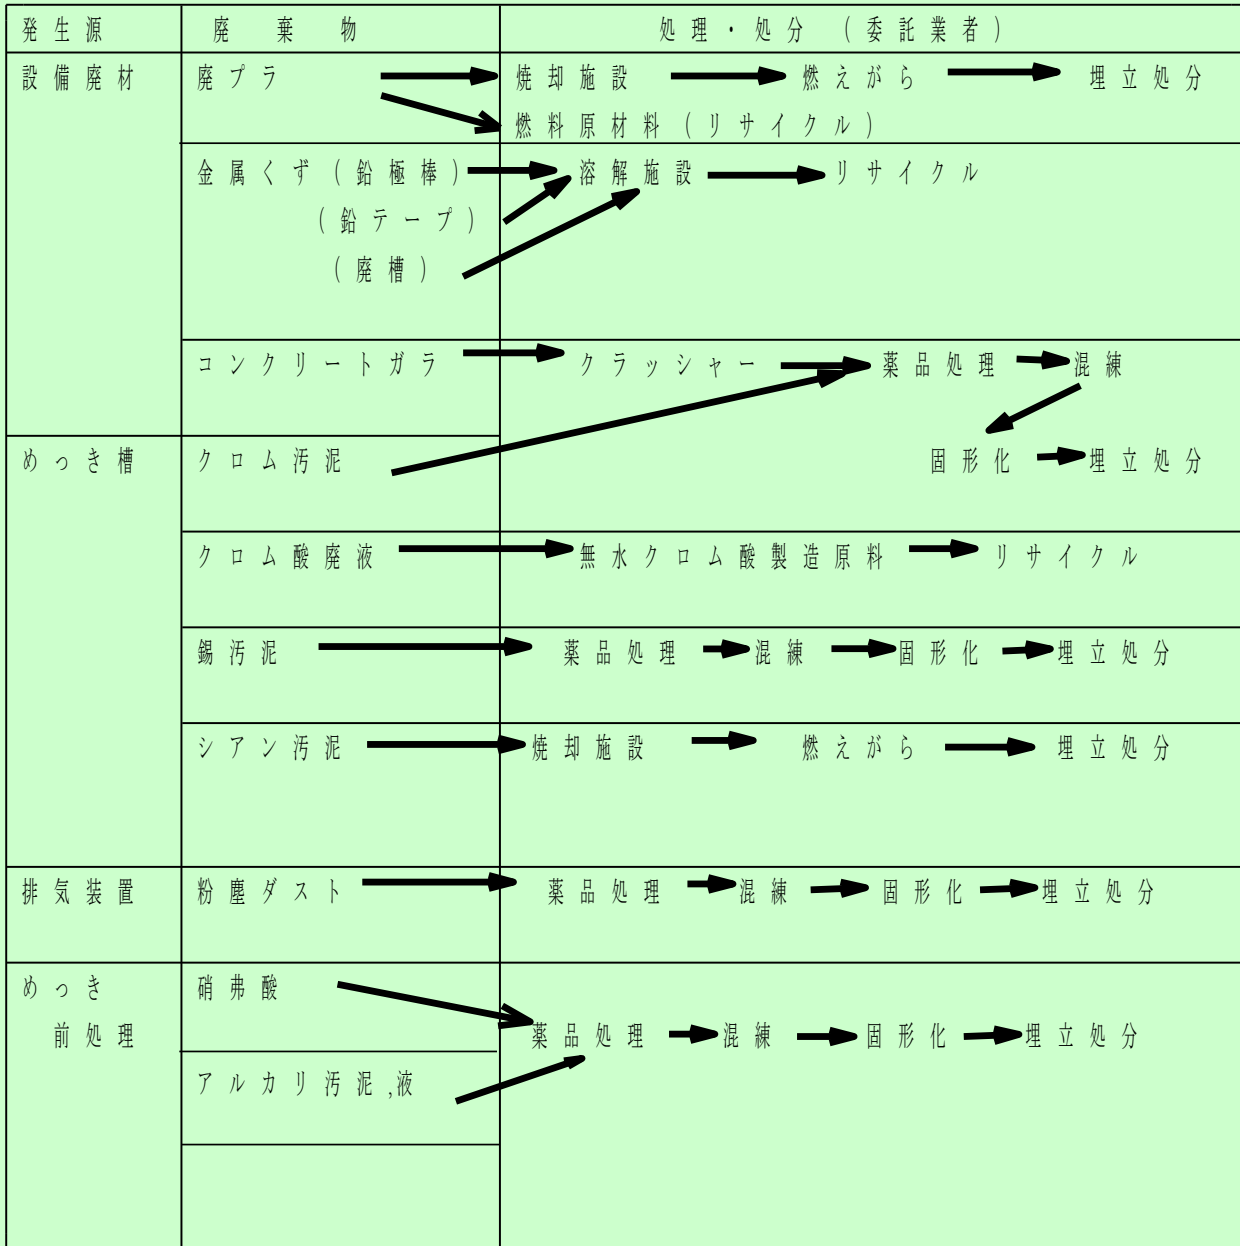 発生源 廃棄物 処理・処分（委託業者）
設備廃材 廃プラ 焼却施設 燃えがら 埋立処分
燃料原材料(リサイクル)
金属くず(鉛極棒) 溶解施設 リサイクル
(鉛テープ)
(廃槽)
コンクリートガラ クラッシャー 薬品処理 混練
めっき槽 クロム汚泥 固形化 埋立処分
クロム酸廃液 無水クロム酸製造原料 リサイクル
錫汚泥 薬品処理 混練 固形化 埋立処分
シアン汚泥 焼却施設 燃えがら 埋立処分
排気装置 粉塵ダスト 薬品処理 混練 固形化 埋立処分
めっき 硝弗酸
前処理 薬品処理 混練 固形化 埋立処分
アルカリ汚泥,液